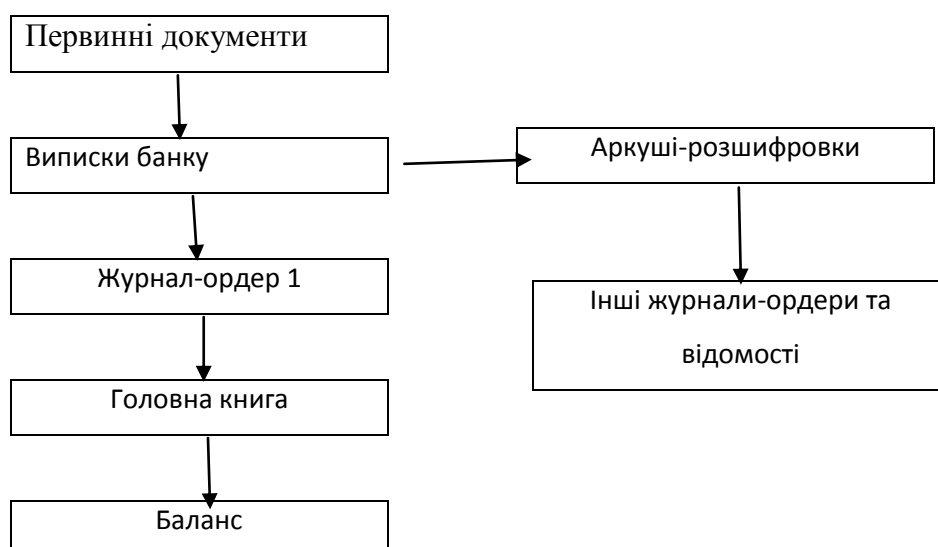 Первинні документи
Виписки банку
Аркуші-розшифровки
Журнал-ордер 1
Інші журнали-ордери та
відомості
Головна книга
Баланс